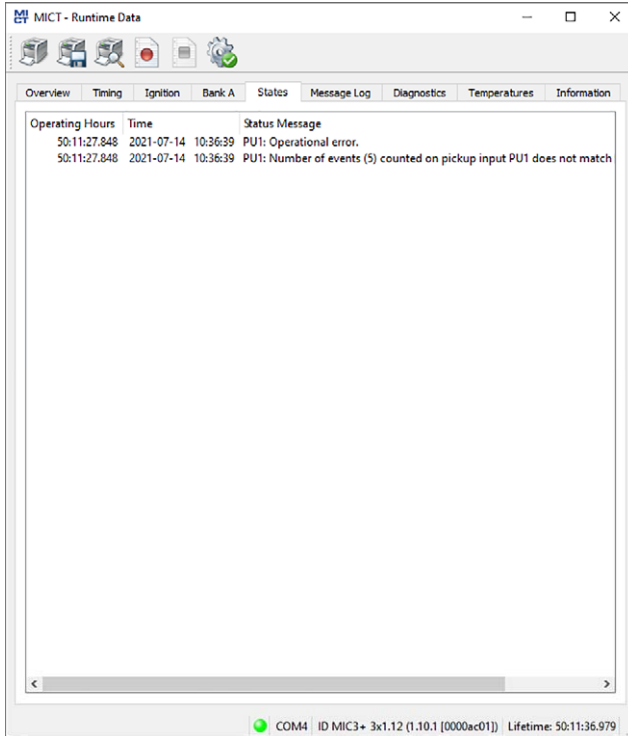 MICT - Runtime Data
Overview Timing Ignition Bank A States Message Log Diagnostics Temperatures Information
Operating Hours Time Status Message
50:11:27.848 2021-07-14 10:36:39 PU1: Operational error.
50:11:27.848 2021-07-14 10:36:39 PU1: Number of events (5) counted on pickup input PU1 does not match
COM4 ID MIC3+ 3x1.12 (1.10.1 [0000ac01]) Lifetime: 50:11:36.979